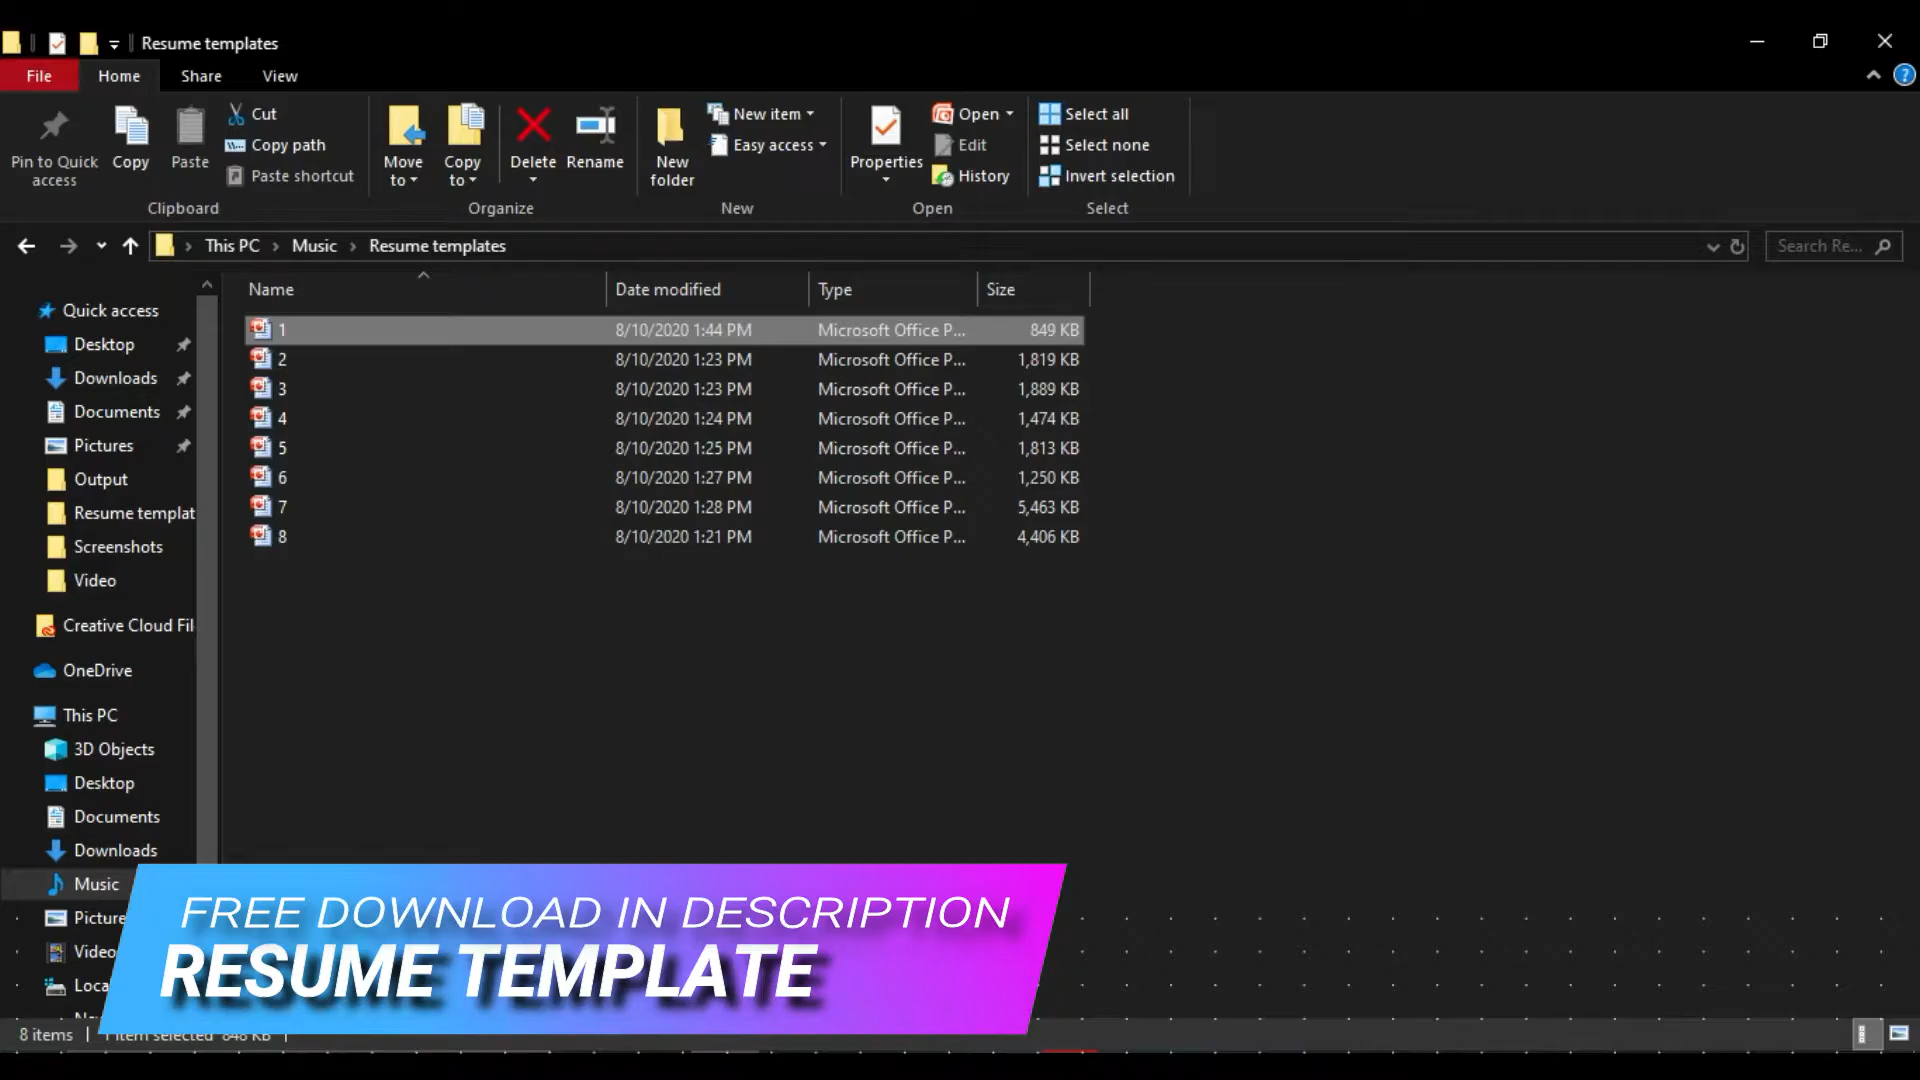 Resume templates
File Home Share View
Pin to Quick access
Copy
Paste
Cut
Copy path
Paste shortcut
Clipboard
Move to
Copy to
Delete
Rename
Organize
New folder
New item
Easy access
New
Properties
Open
Edit
History
Open
Select all
Select none
Invert selection
Select
This PC › Music › Resume templates
Search Re...
Name Date modified Type Size
1 8/10/2020 1:44 PM Microsoft Office P... 849 KB
2 8/10/2020 1:23 PM Microsoft Office P... 1,819 KB
3 8/10/2020 1:23 PM Microsoft Office P... 1,889 KB
4 8/10/2020 1:24 PM Microsoft Office P... 1,474 KB
5 8/10/2020 1:25 PM Microsoft Office P... 1,813 KB
6 8/10/2020 1:27 PM Microsoft Office P... 1,250 KB
7 8/10/2020 1:28 PM Microsoft Office P... 5,463 KB
8 8/10/2020 1:21 PM Microsoft Office P... 4,406 KB
Quick access
Desktop
Downloads
Documents
Pictures
Output
Resume templat
Screenshots
Video
Creative Cloud Fil
OneDrive
This PC
3D Objects
Desktop
Documents
Downloads
Music
Picture
Video
Loca
FREE DOWNLOAD IN DESCRIPTION
RESUME TEMPLATE
8 items
1 item selected 848 KB